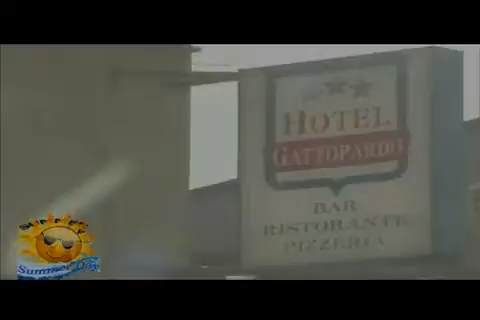 HOTEL
GATTOPARDO
BAR
RISTORANTE
PIZZERIA
Summer Day